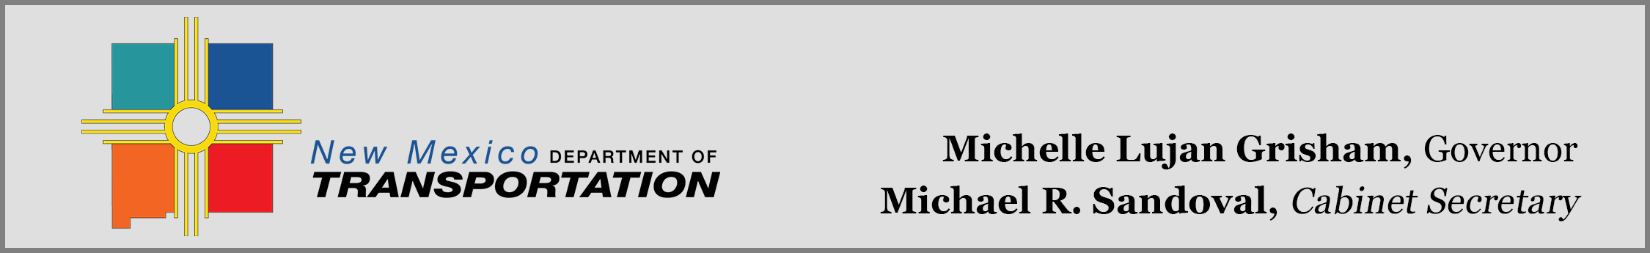 New Mexico DEPARTMENT OF
TRANSPORTATION
Michelle Lujan Grisham, Governor
Michael R. Sandoval, Cabinet Secretary